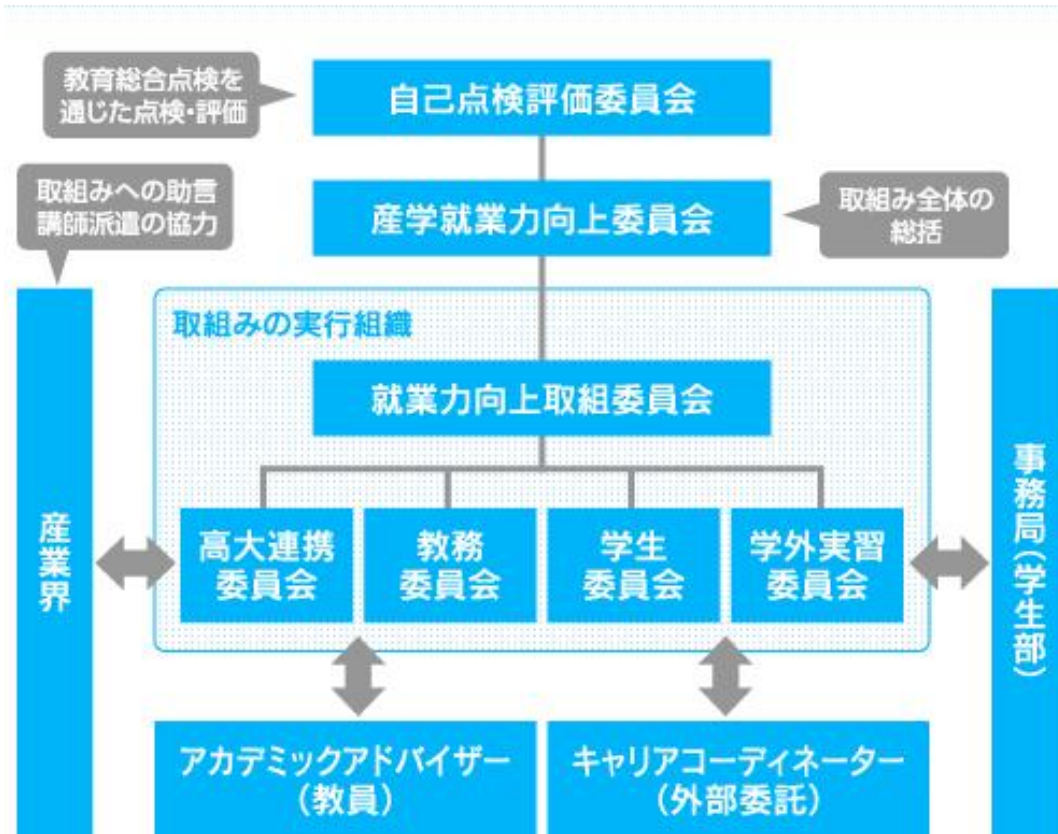 教育総合点検を
通じた点検・評価
自己点検評価委員会
取組みへの助言
講師派遣の協力
産学就業力向上委員会
取組み全体の
総括
取組みの実行組織
就業力向上取組委員会
産業界
高大連携
委員会
教務
委員会
学生
委員会
学外実習
委員会
事務局(学生部)
アカデミックアドバイザー
(教員)
キャリアコーディネーター
(外部委託)